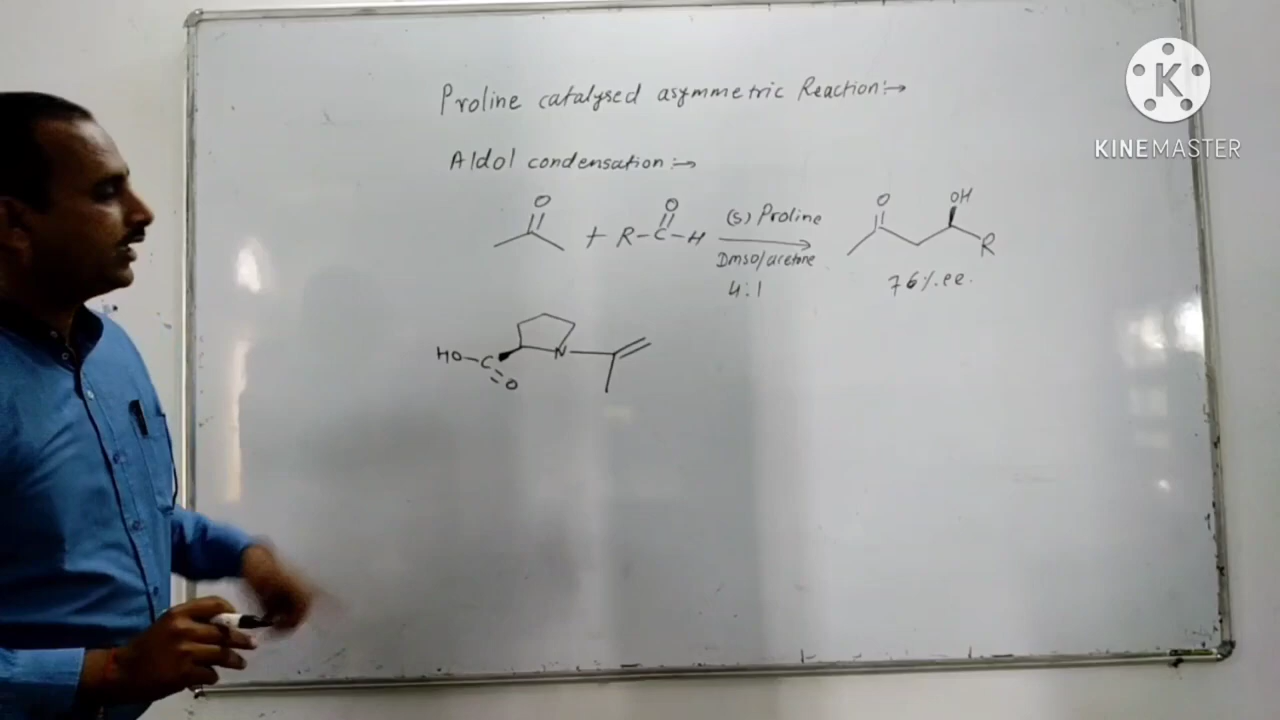 Proline catalysed asymmetric Reaction:→
K
KINEMASTER
Aldol condensation:→
O
O
OH
+ R-C-H
(S) Proline
R
Dmso/acetone
4:1
76% ee.
HO-C
N
O